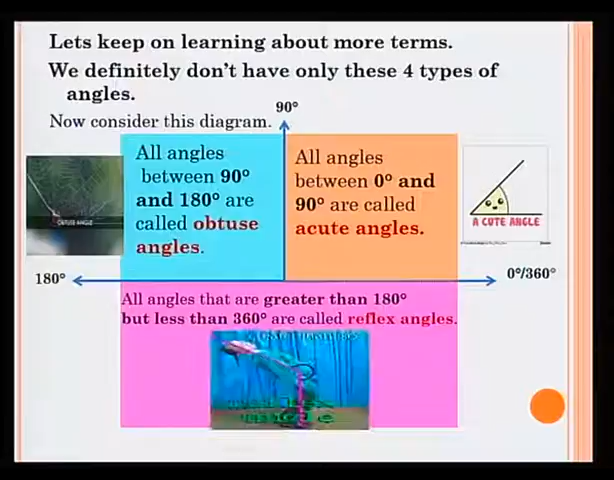 Lets keep on learning about more terms.
We definitely don't have only these 4 types of
angles.
90°
Now consider this diagram.
All angles
between 90°
and 180° are
called obtuse
angles.
All angles
between 0° and
90° are called
acute angles.
OBTUSE ANGLE
A CUTE ANGLE
180°
0°/360°
All angles that are greater than 180°
but less than 360° are called reflex angles.
angle